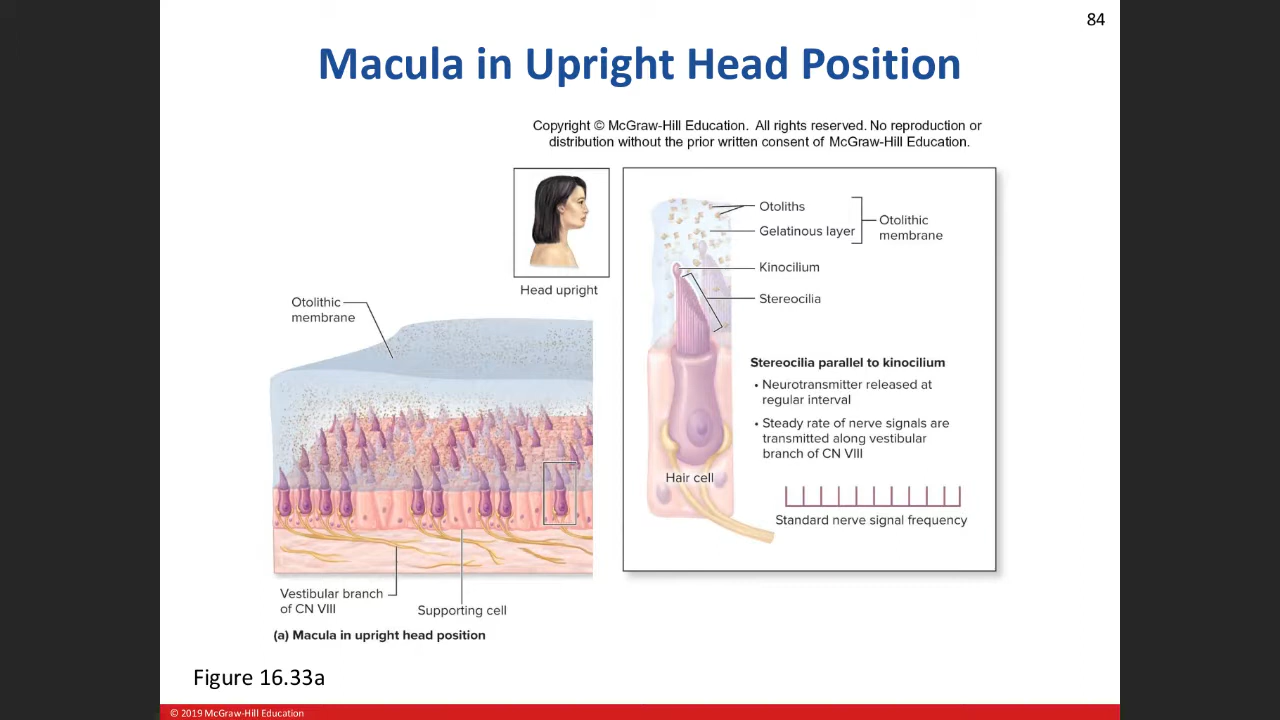 84
Macula in Upright Head Position
Copyright © McGraw-Hill Education. All rights reserved. No reproduction or
distribution without the prior written consent of McGraw-Hill Education.
Head upright
Otolithic
membrane
Vestibular branch
of CN VIII
Supporting cell
(a) Macula in upright head position
Otoliths
Gelatinous layer
Otolithic
membrane
Kinocilium
Stereocilia
Stereocilia parallel to kinocilium
• Neurotransmitter released at
regular interval
• Steady rate of nerve signals are
transmitted along vestibular
branch of CN VIII
Hair cell
Standard nerve signal frequency
Figure 16.33a
© 2019 McGraw-Hill Education